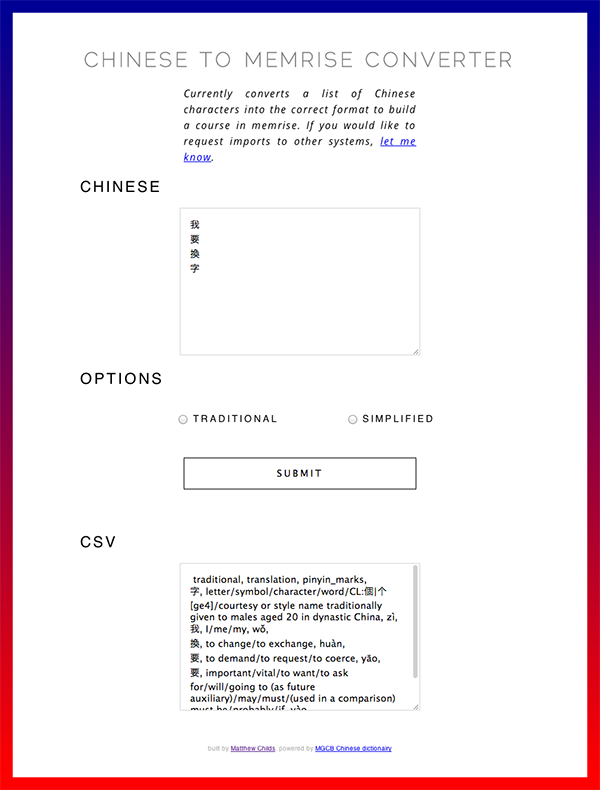 CHINESE TO MEMRISE CONVERTER
Currently converts a list of Chinese
characters into the correct format to build
a course in memrise. If you would like to
request imports to other systems, let me
know.
CHINESE
我
要
換
字
OPTIONS
TRADITIONAL SIMPLIFIED
SUBMIT
CSV
traditional, translation, pinyin_marks,
字, letter/symbol/character/word/CL:個|个
[ge4]/courtesy or style name traditionally
given to males aged 20 in dynastic China, zì,
我, I/me/my, wǒ,
換, to change/to exchange, huàn,
要, to demand/to request/to coerce, yāo,
要, important/vital/to want/to ask
for/will/going to (as future
auxiliary)/may/must/(used in a comparison)
must be/probably/if, yào,
built by Matthew Childs, powered by MGCB Chinese dictionairy